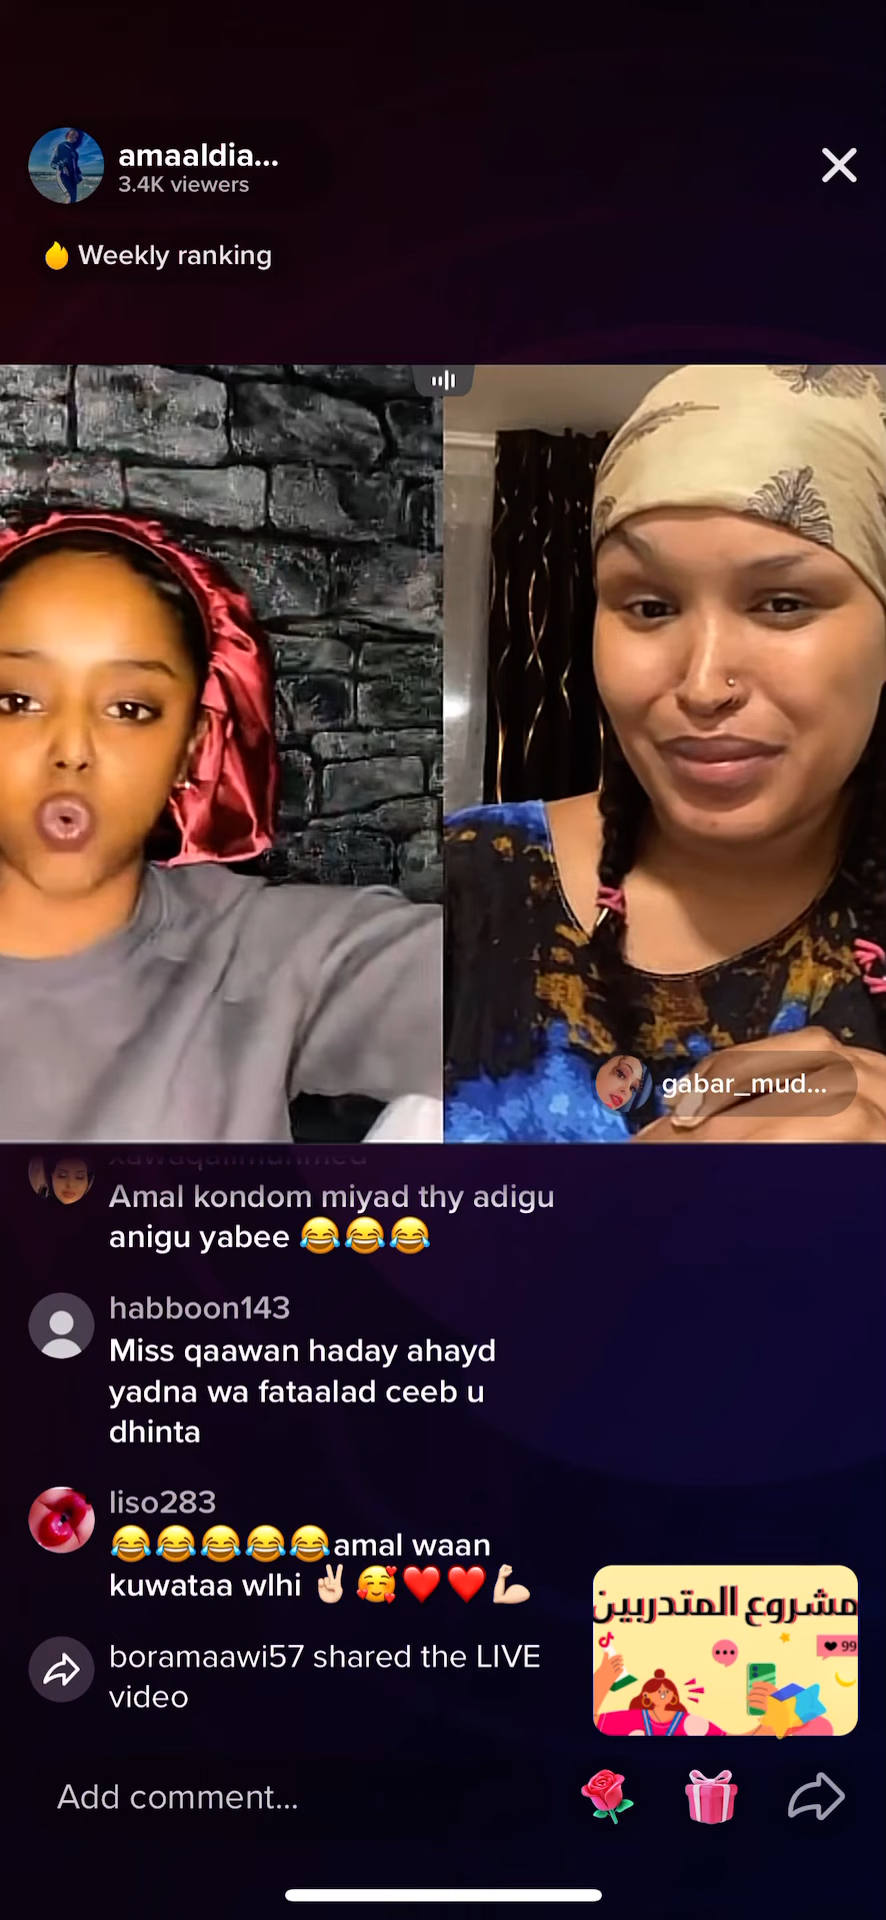 amaaldia...
3.4K viewers
Weekly ranking
gabar_mud...
Amal kondom miyad thy adigu
anigu yabee 😂😂😂
habboon143
Miss qaawan haday ahayd
yadna wa fataalad ceeb u
dhinta
liso283
😂😂😂😂😂amal waan
kuwataa wlhi ✌🏻🥰❤️❤️💪🏻
boramaawi57 shared the LIVE
video
مشروع المتدربين
99
Add comment...